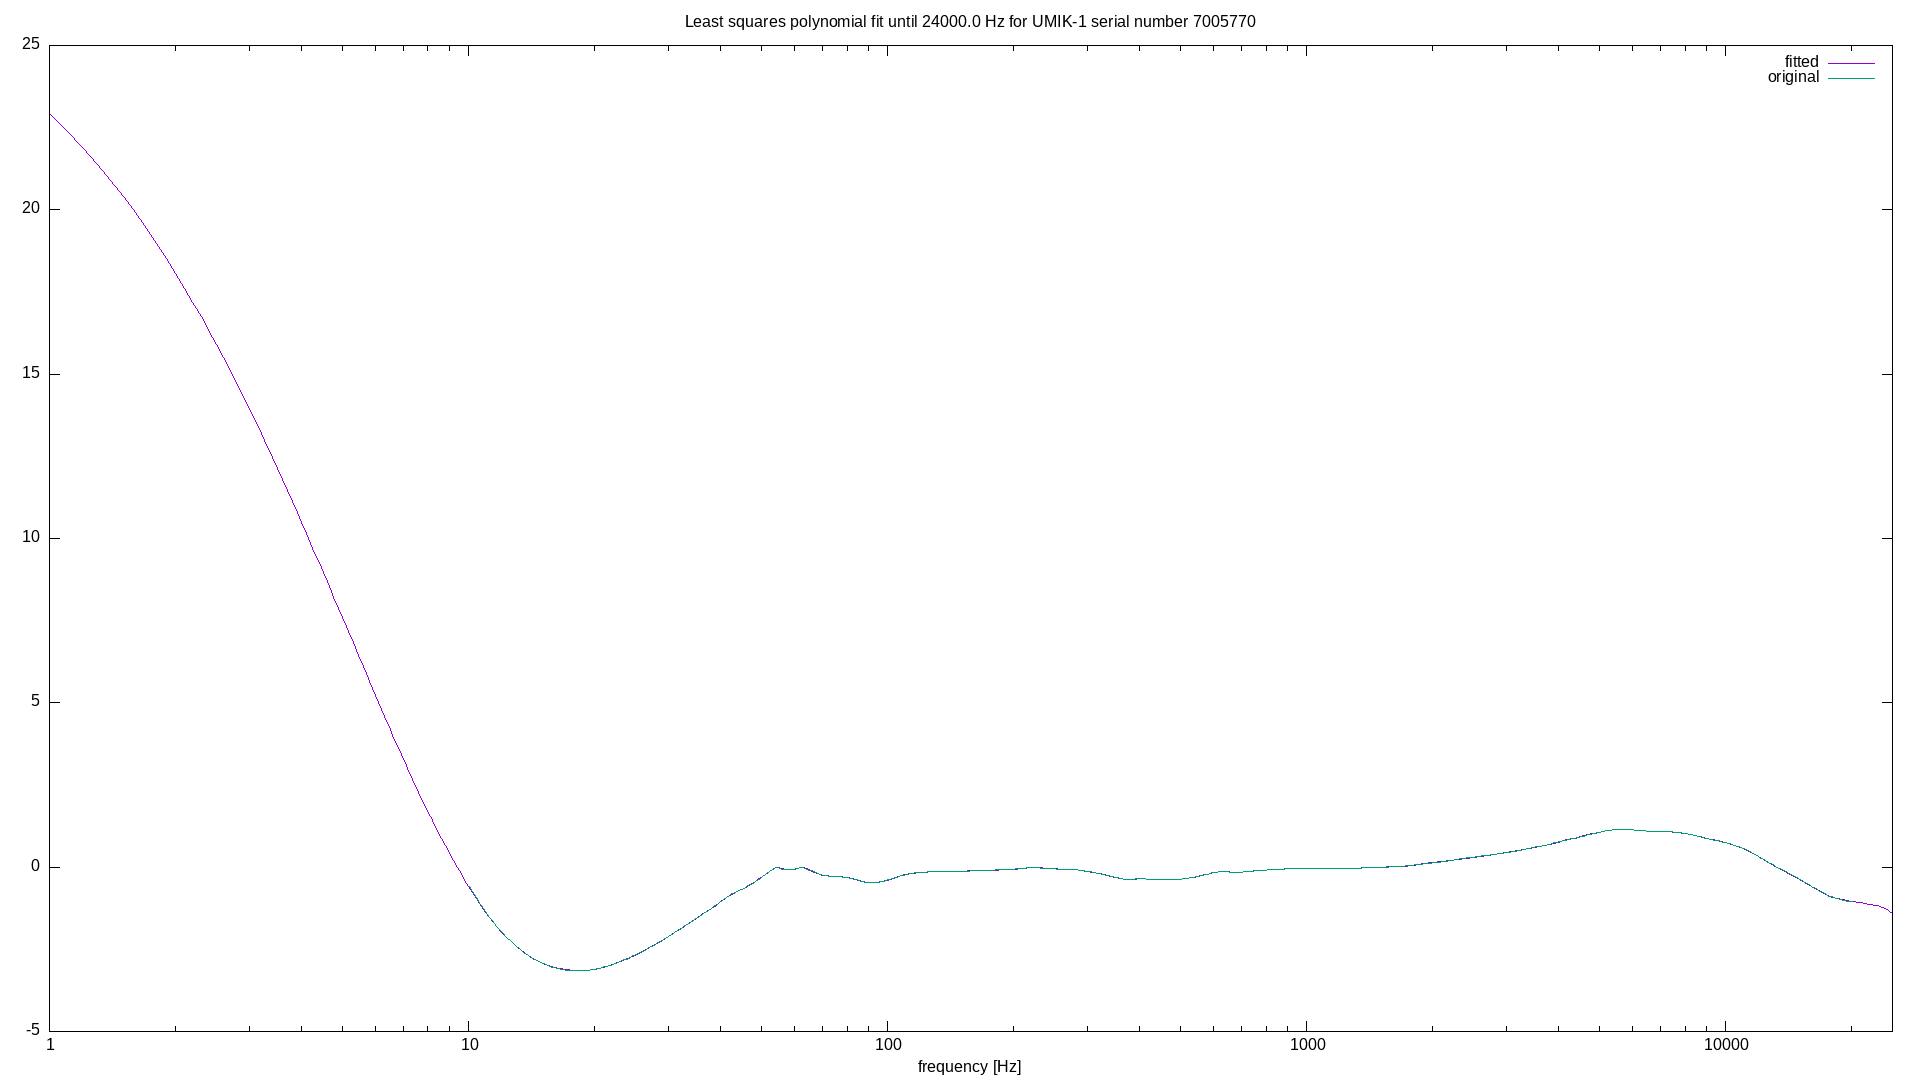 Least squares polynomial fit until 24000.0 Hz for UMIK-1 serial number 7005770
fitted
original
25
20
15
10
5
0
-5
1 10 100 1000 10000
frequency [Hz]